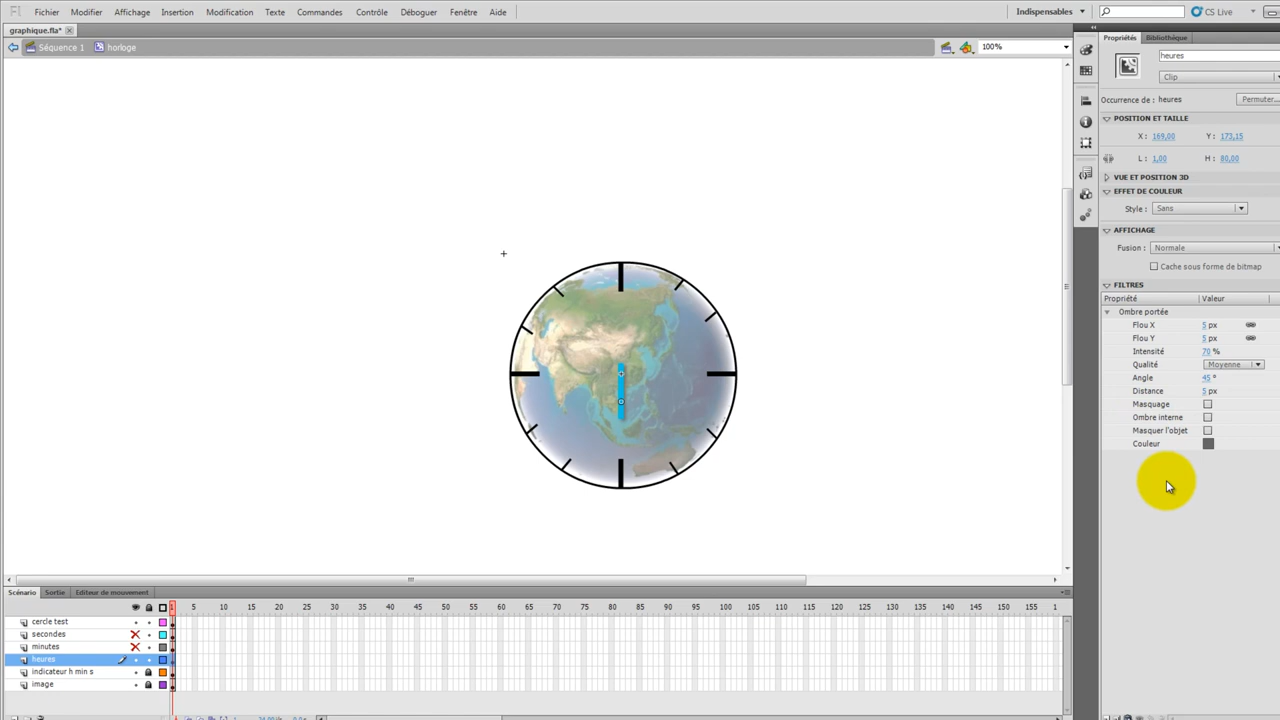 Fichier Modifier Affichage Insertion Modification Texte Commandes Contrôle Déboguer Fenêtre Aide Indispensables CS Live
graphique.fla*
Séquence 1 horloge 100%
Propriétés Bibliothèque
heures
Clip
Occurrence de : heures Permuter...
POSITION ET TAILLE
X : 169,00 Y : 173,15
L : 1,00 H : 80,00
VUE ET POSITION 3D
EFFET DE COULEUR
Style : Sans
AFFICHAGE
Fusion : Normale
Cache sous forme de bitmap
FILTRES
Propriété Valeur
Ombre portée
Flou X 5 px
Flou Y 5 px
Intensité 70 %
Qualité Moyenne
Angle 45 °
Distance 5 px
Masquage
Ombre interne
Masquer l'objet
Couleur
Scénario Sortie Editeur de mouvement
1 5 10 15 20 25 30 35 40 45 50 55 60 65 70 75 80 85 90 95 100 105 110 115 120 125 130 135 140 145 150 155 1
cercle test
secondes
minutes
heures
indicateur h min s
image